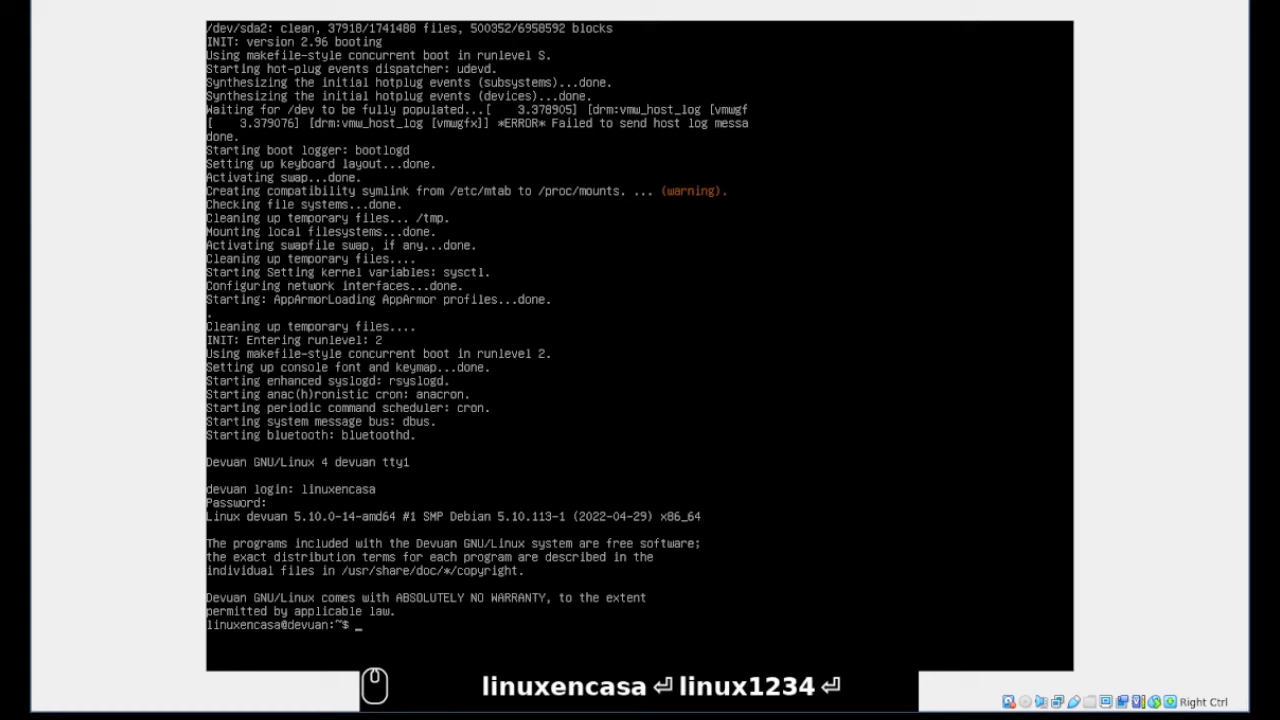 /dev/sda2: clean, 37918/1741488 files, 500352/6958592 blocks
INIT: version 2.96 booting
Using makefile-style concurrent boot in runlevel S.
Starting hot-plug events dispatcher: udevd.
Synthesizing the initial hotplug events (subsystems)...done.
Synthesizing the initial hotplug events (devices)...done.
Waiting for /dev to be fully populated...[    3.378905] [drm:vmw_host_log [vmwgf
[    3.379076] [drm:vmw_host_log [vmwgfx]] *ERROR* Failed to send host log messa
done.
Starting boot logger: bootlogd
Setting up keyboard layout...done.
Activating swap...done.
Creating compatibility symlink from /etc/mtab to /proc/mounts. ... (warning).
Checking file systems...done.
Cleaning up temporary files... /tmp.
Mounting local filesystems...done.
Activating swapfile swap, if any...done.
Cleaning up temporary files....
Starting Setting kernel variables: sysctl.
Configuring network interfaces...done.
Starting: AppArmorLoading AppArmor profiles...done.
.
Cleaning up temporary files....
INIT: Entering runlevel: 2
Using makefile-style concurrent boot in runlevel 2.
Setting up console font and keymap...done.
Starting enhanced syslogd: rsyslogd.
Starting anac(h)ronistic cron: anacron.
Starting periodic command scheduler: cron.
Starting system message bus: dbus.
Starting bluetooth: bluetoothd.
Devuan GNU/Linux 4 devuan tty1
devuan login: linuxencasa
Password:
Linux devuan 5.10.0-14-amd64 #1 SMP Debian 5.10.113-1 (2022-04-29) x86_64
The programs included with the Devuan GNU/Linux system are free software;
the exact distribution terms for each program are described in the
individual files in /usr/share/doc/*/copyright.
Devuan GNU/Linux comes with ABSOLUTELY NO WARRANTY, to the extent
permitted by applicable law.
linuxencasa@devuan:~$ _
linuxencasa ⏎ linux1234 ⏎
Right Ctrl